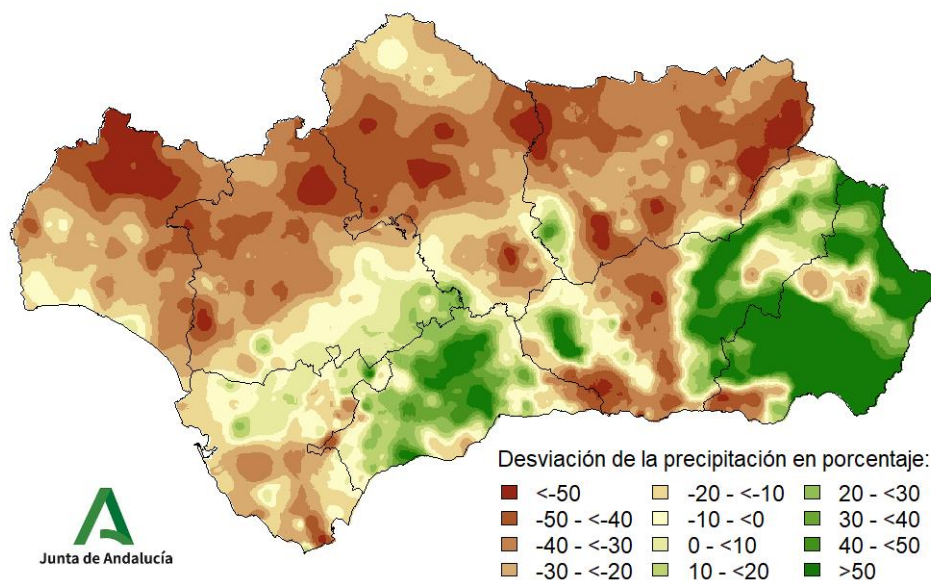 Desviación de la precipitación en porcentaje:
<-50
-50 - <-40
-40 - <-30
-30 - <-20
-20 - <-10
-10 - <0
0 - <10
10 - <20
20 - <30
30 - <40
40 - <50
>50
Junta de Andalucía